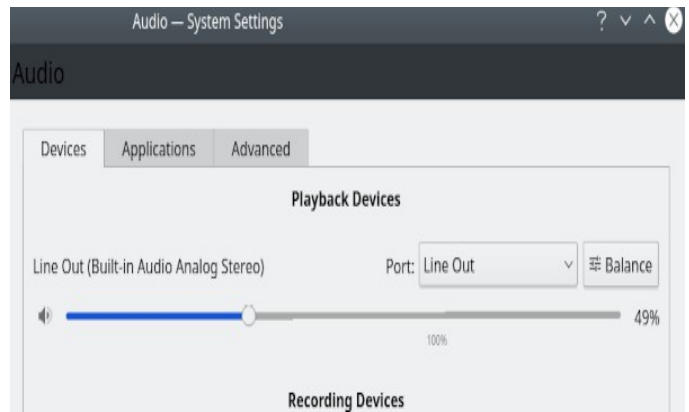 Audio — System Settings
Audio
Devices Applications Advanced
Playback Devices
Line Out (Built-in Audio Analog Stereo) Port: Line Out Balance
49%
100%
Recording Devices